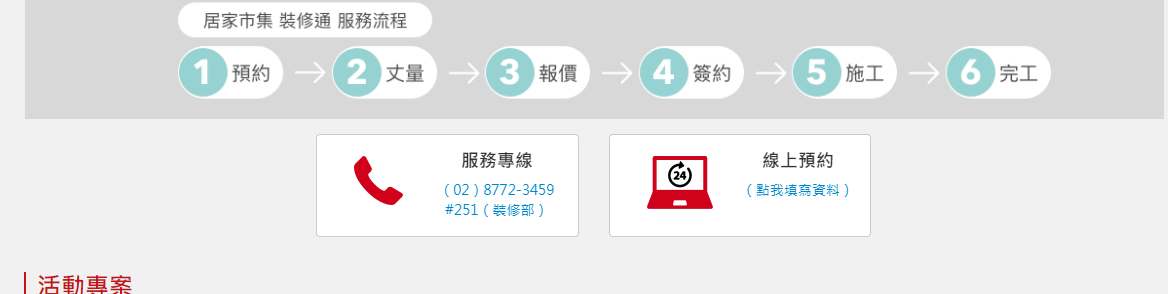 居家市集 裝修通 服務流程
1 預約 → 2 丈量 → 3 報價 → 4 簽約 → 5 施工 → 6 完工
服務專線
( 02 ) 8772-3459
#251 ( 裝修部 )
24
線上預約
( 點我填寫資料 )
活動專案